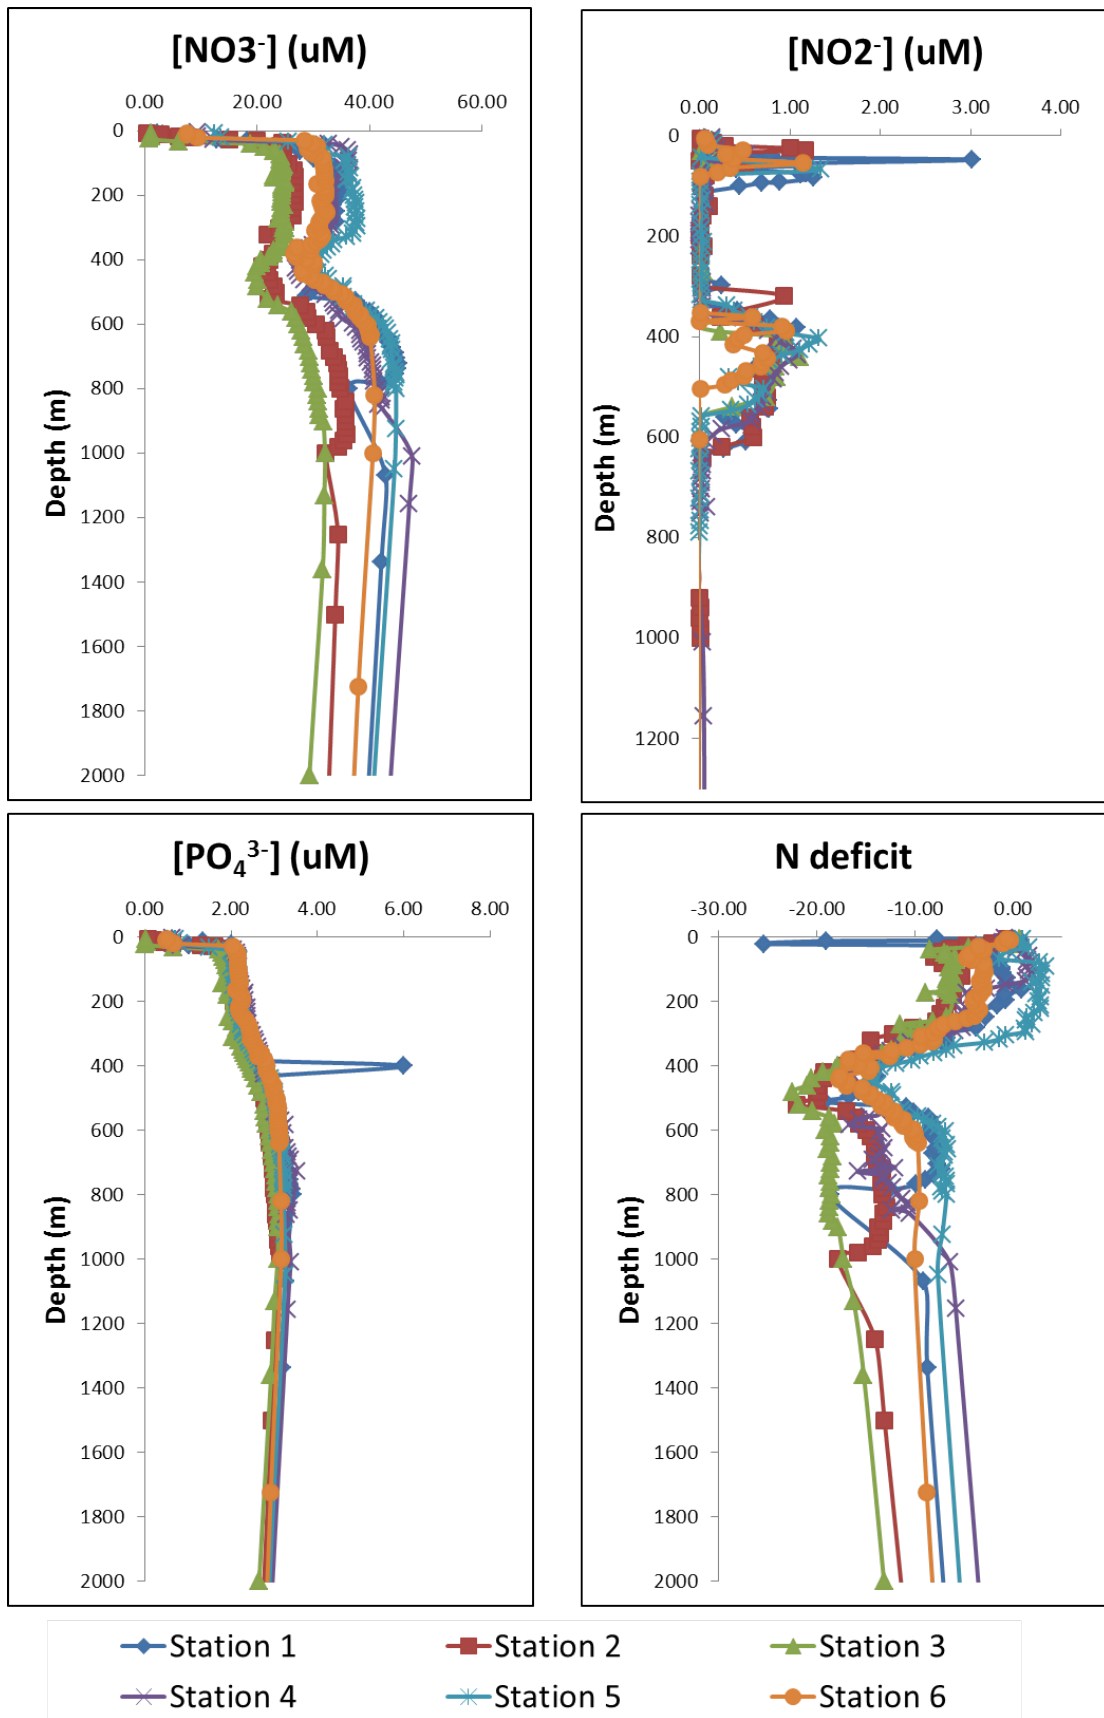 [NO3⁻] (uM)
0.00 20.00 40.00 60.00
0
200
400
600
800
1000
1200
1400
1600
1800
2000
Depth (m)
[NO2⁻] (uM)
0.00 1.00 2.00 3.00 4.00
0
200
400
600
800
1000
1200
Depth (m)
[PO₄³⁻] (uM)
0.00 2.00 4.00 6.00 8.00
0
200
400
600
800
1000
1200
1400
1600
1800
2000
Depth (m)
N deficit
-30.00 -20.00 -10.00 0.00
0
200
400
600
800
1000
1200
1400
1600
1800
2000
Depth (m)
Station 1 Station 2 Station 3
Station 4 Station 5 Station 6